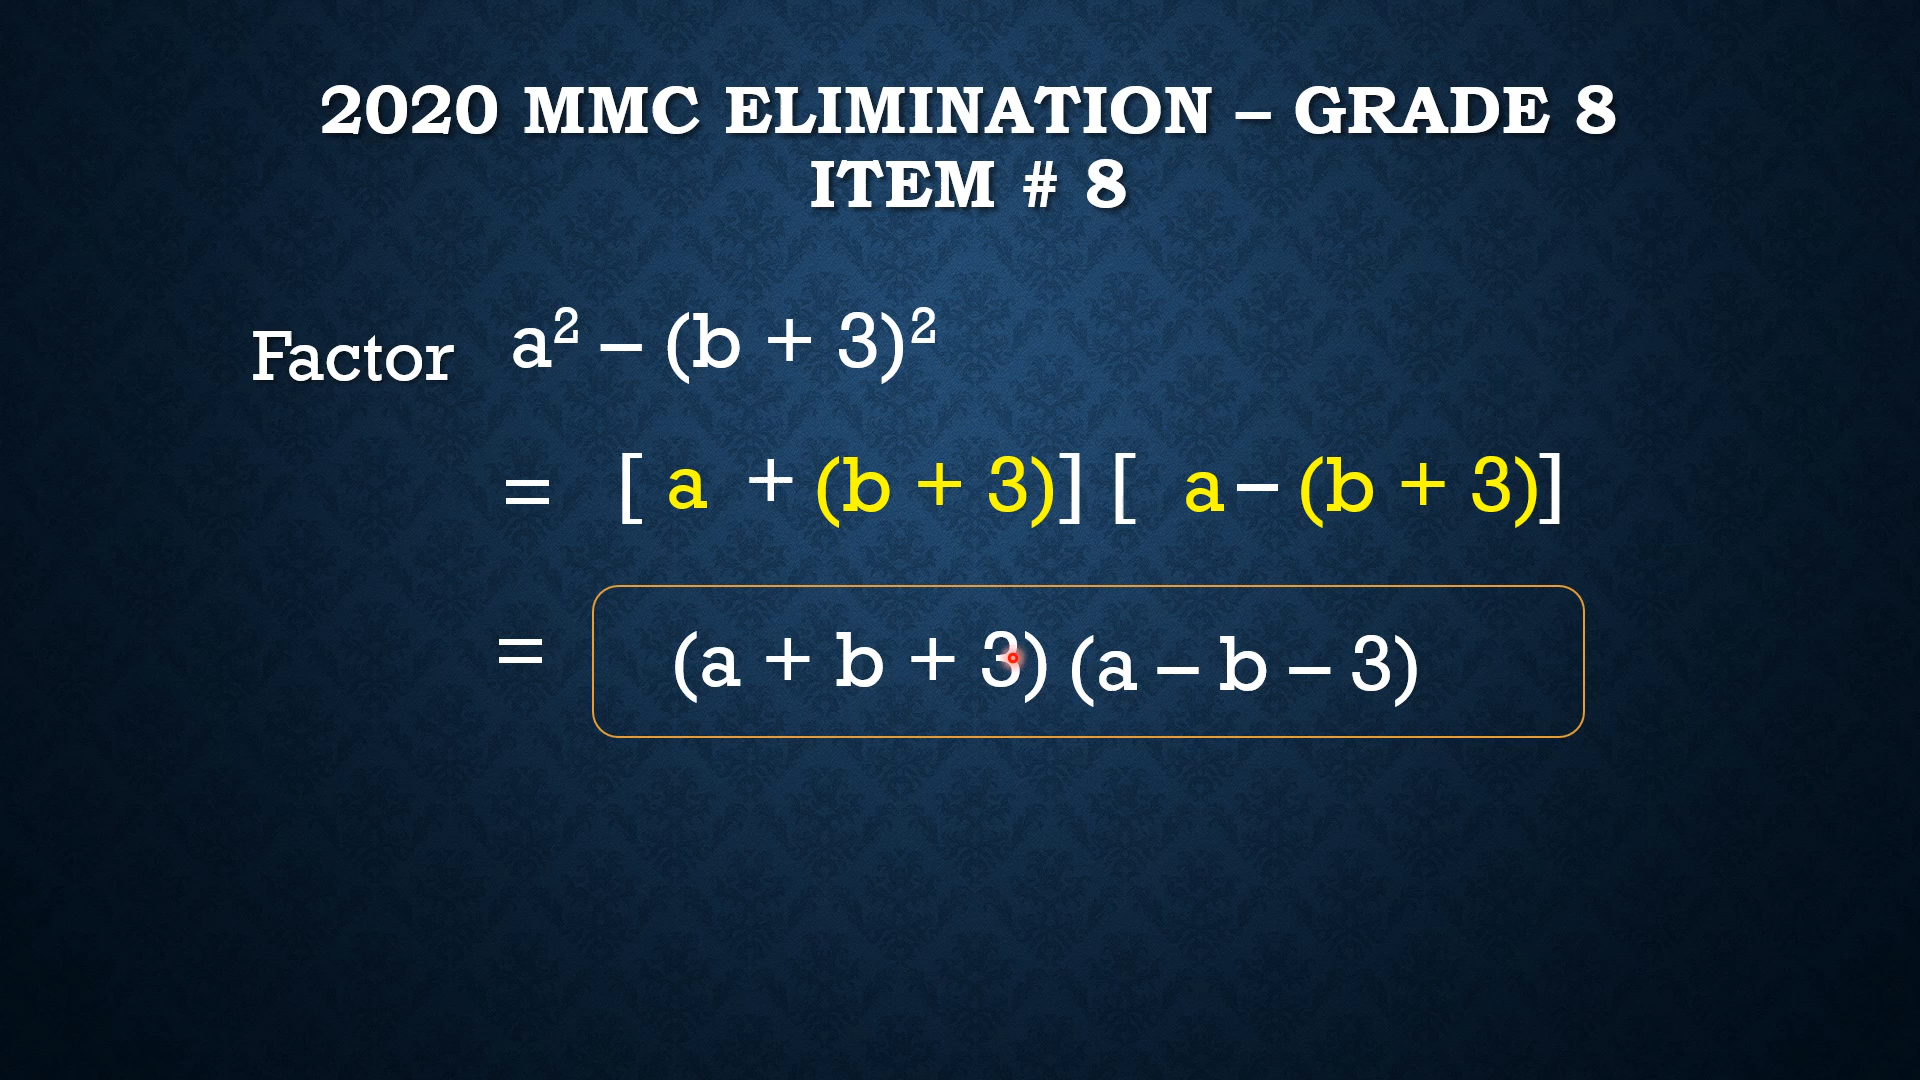 2020 MMC ELIMINATION – GRADE 8
ITEM # 8
Factor a² – (b + 3)²
= [ a + (b + 3)] [ a – (b + 3)]
= (a + b + 3) (a – b – 3)